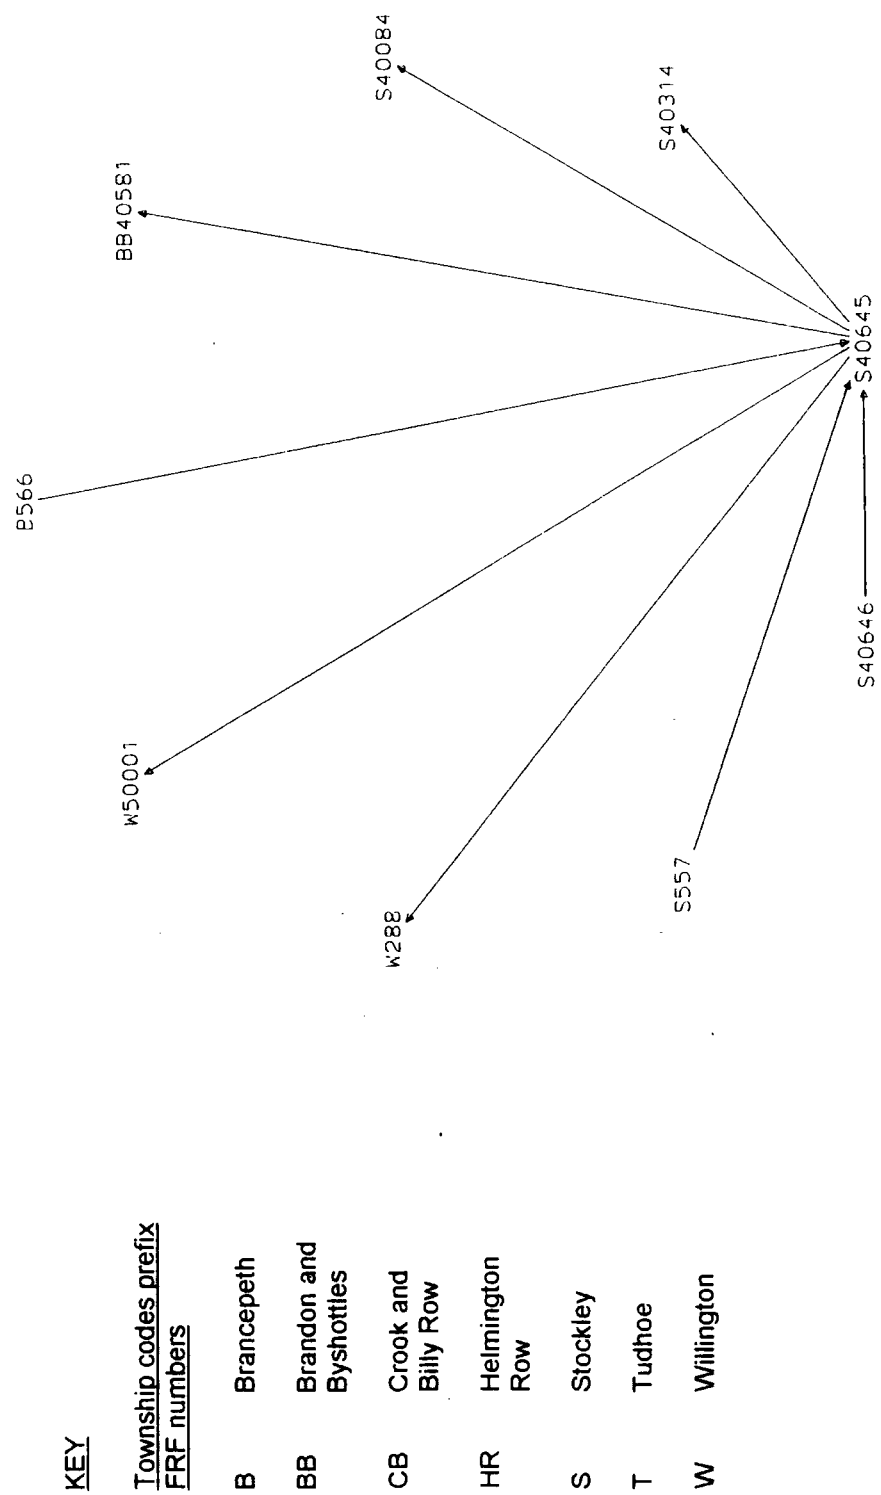 KEY
Township codes prefix
FRF numbers
B Brancepeth
BB Brandon and
Byshottles
CB Crook and
Billy Row
HR Helmington
Row
S Stockley
T Tudhoe
W Willington
B566
W50001
BB40581
W288
S40084
S557
S40314
S40646
S40645